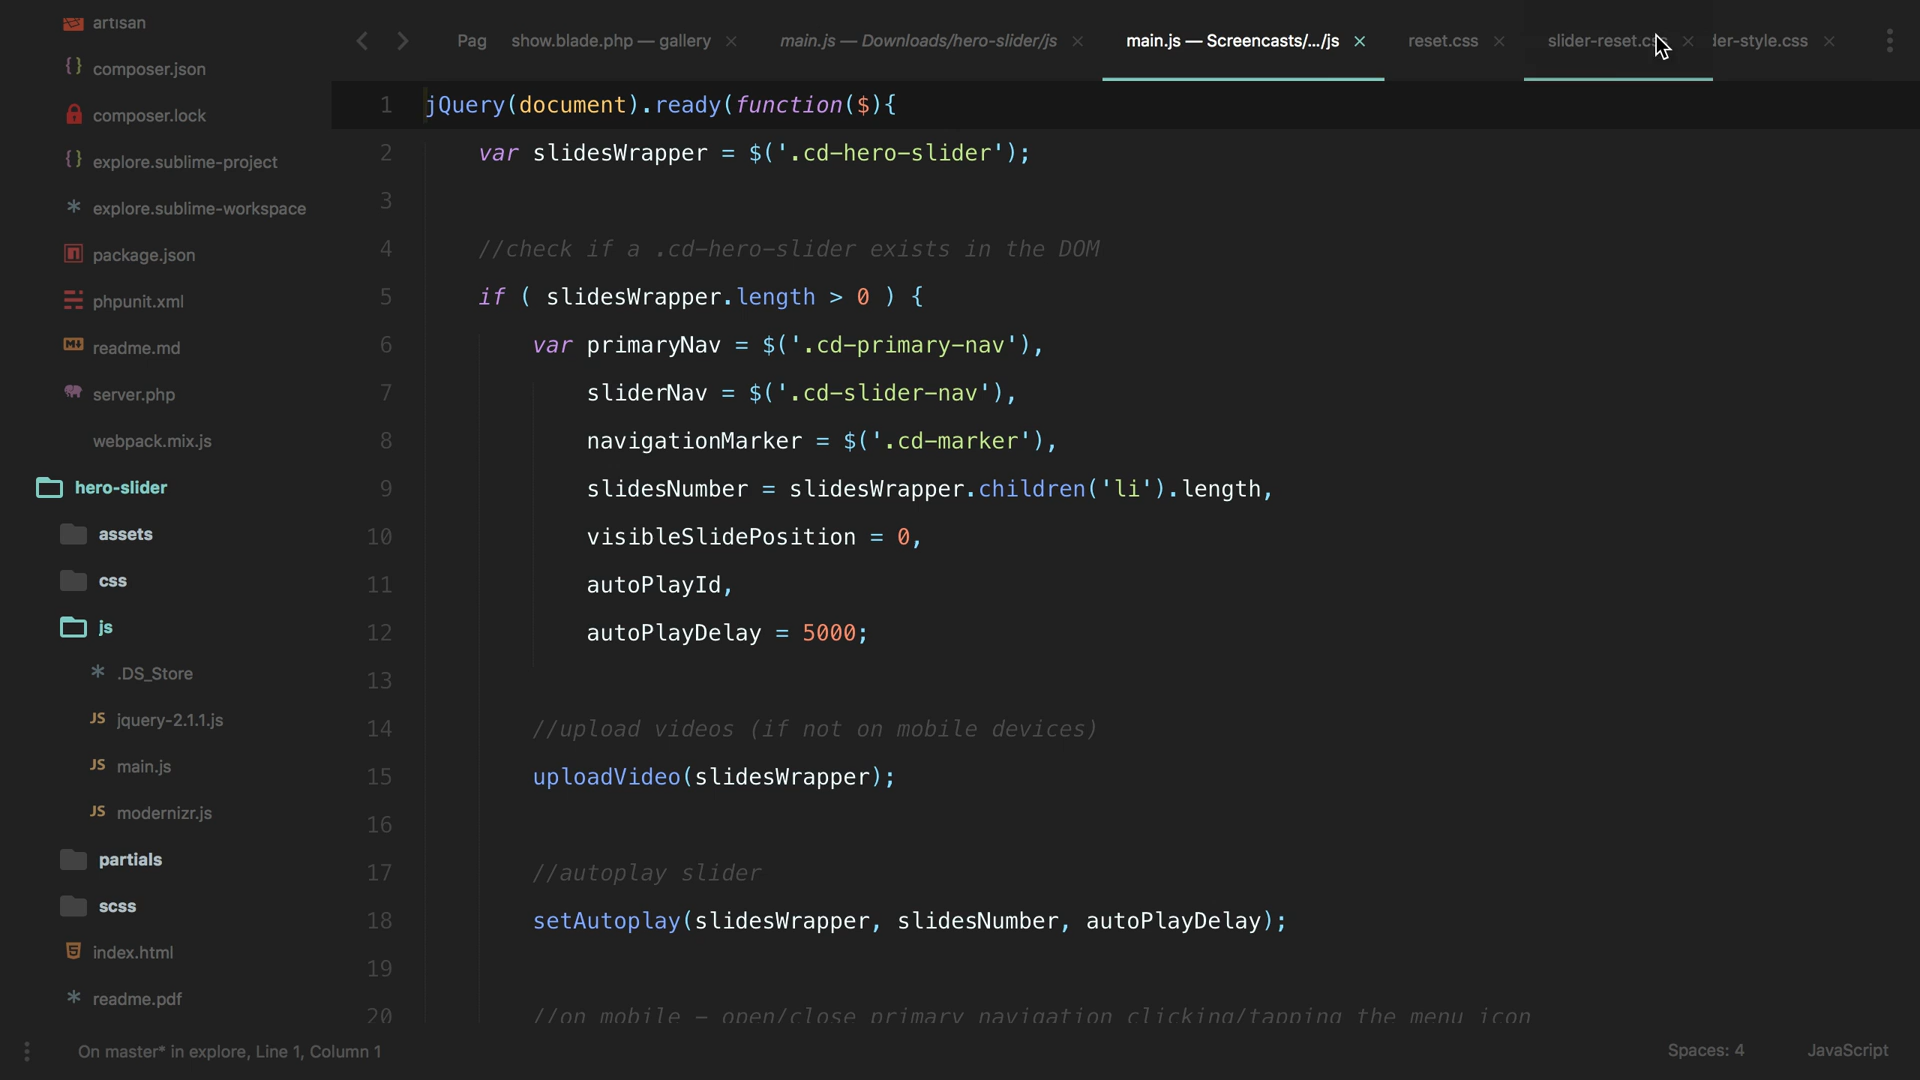 artisan
composer.json
composer.lock
explore.sublime-project
explore.sublime-workspace
package.json
phpunit.xml
readme.md
server.php
webpack.mix.js
hero-slider
assets
css
js
.DS_Store
JS jquery-2.1.1.js
JS main.js
JS modernizr.js
partials
scss
index.html
readme.pdf
Pag show.blade.php — gallery main.js — Downloads/hero-slider/js main.js — Screencasts/.../js reset.css slider-reset.css der-style.css
1 jQuery(document).ready(function($){
2 var slidesWrapper = $('.cd-hero-slider');
3
4 //check if a .cd-hero-slider exists in the DOM
5 if ( slidesWrapper.length > 0 ) {
6 var primaryNav = $('.cd-primary-nav'),
7 sliderNav = $('.cd-slider-nav'),
8 navigationMarker = $('.cd-marker'),
9 slidesNumber = slidesWrapper.children('li').length,
10 visibleSlidePosition = 0,
11 autoPlayId,
12 autoPlayDelay = 5000;
13
14 //upload videos (if not on mobile devices)
15 uploadVideo(slidesWrapper);
16
17 //autoplay slider
18 setAutoplay(slidesWrapper, slidesNumber, autoPlayDelay);
19
20 //on mobile - open/close primary navigation clicking/tapping the menu icon
On master* in explore, Line 1, Column 1
Spaces: 4 JavaScript